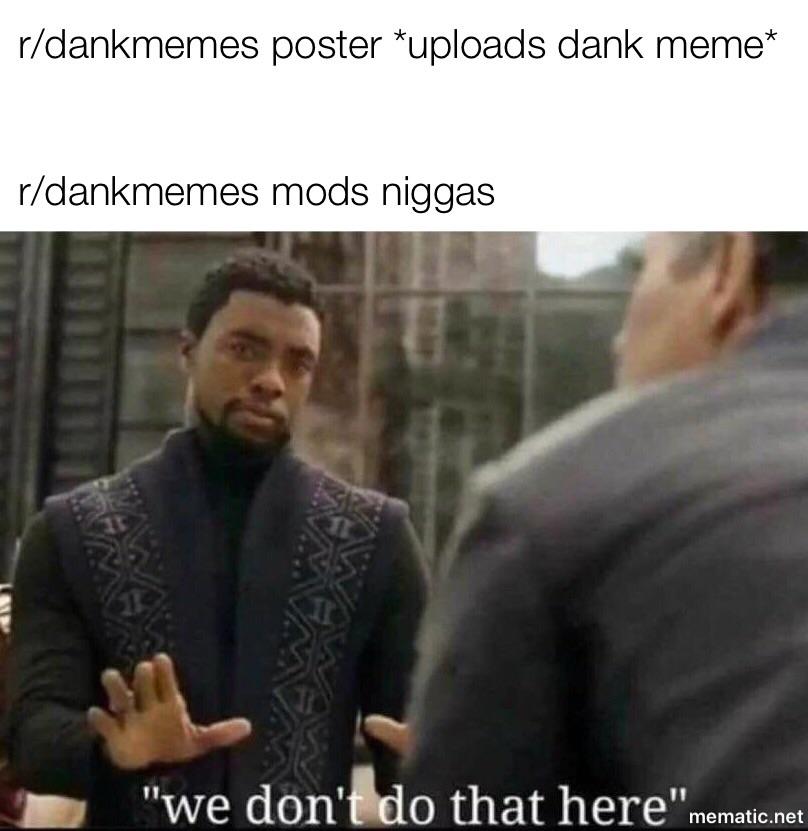 r/dankmemes poster *uploads dank meme*
r/dankmemes mods niggas
"we don't do that here"
mematic.net